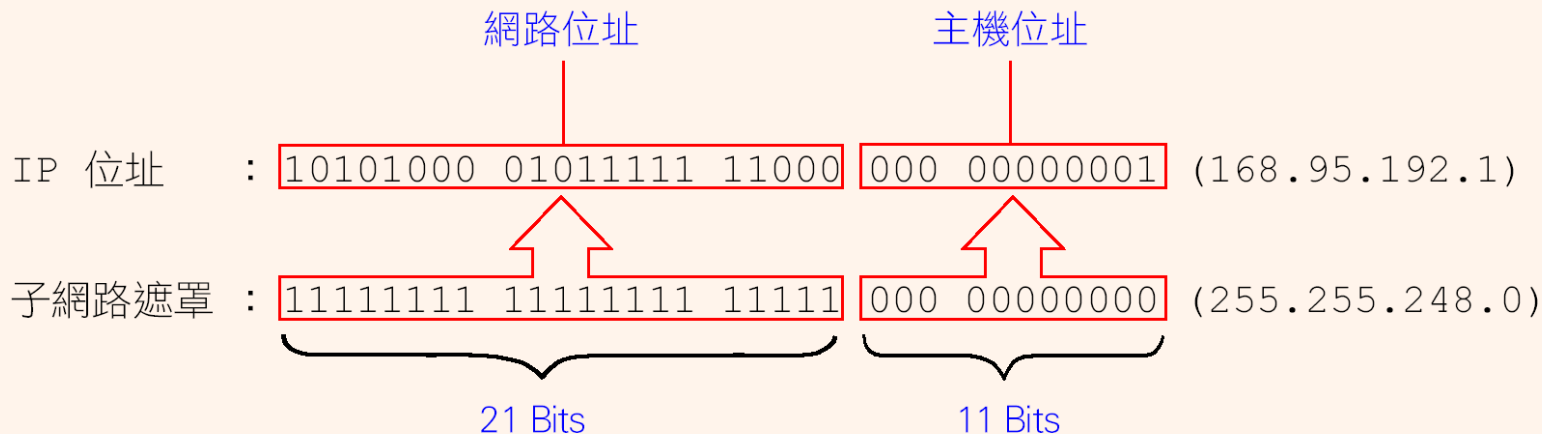 網路位址 主機位址
IP 位址 : 10101000 01011111 11000 000 00000001 (168.95.192.1)
子網路遮罩 : 11111111 11111111 11111 000 00000000 (255.255.248.0)
21 Bits 11 Bits